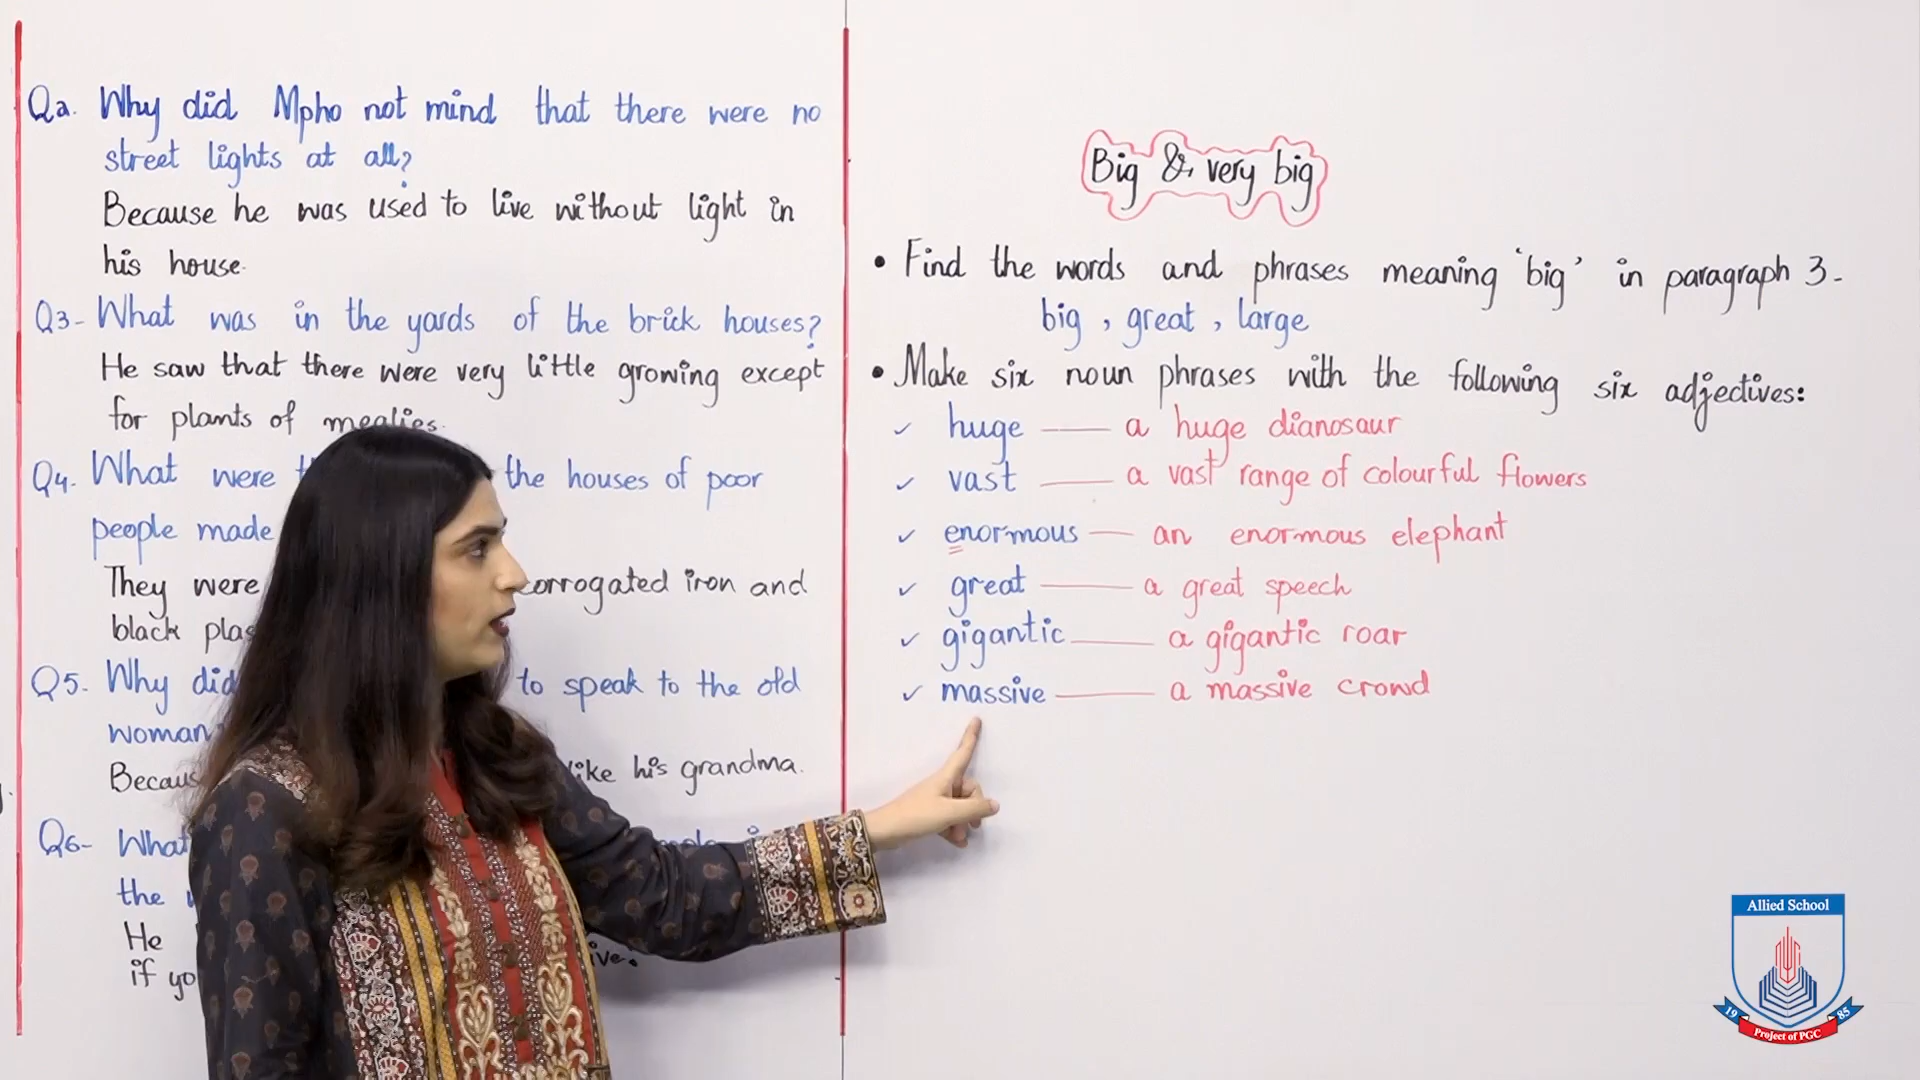 Q2. Why did Mpho not mind that there were no
street lights at all?
Because he was used to live without light in
his house.
Q3- What was in the yards of the brick houses?
He saw that there were very little growing except
for plants of mealies.
Q4. What were the houses of poor
people made
They were corrogated iron and
black
Q5. Why did to speak to the old
woman
like his grandma.
Q6- What
the
He
if
Big & very big
• Find the words and phrases meaning 'big' in paragraph 3-
big, great, large
• Make six noun phrases with the following six adjectives:
✓ huge — a huge dianosaur
✓ vast — a vast range of colourful flowers
✓ enormous — an enormous elephant
✓ great — a great speech
✓ gigantic — a gigantic roar
✓ massive — a massive crowd
Allied School
19 85
Project of PGC